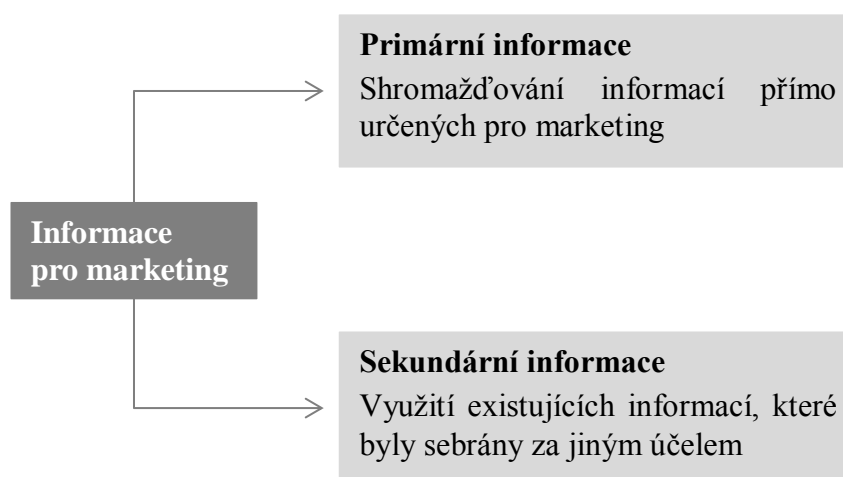 Primární informace
Shromažďování informací přímo
určených pro marketing
Informace
pro marketing
Sekundární informace
Využití existujících informací, které
byly sebrány za jiným účelem